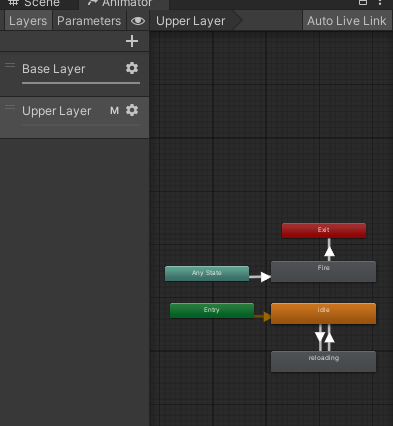 Scene Animator
Layers Parameters Upper Layer Auto Live Link
Base Layer
Upper Layer M
Exit
Any State Fire
Entry idle
reloading